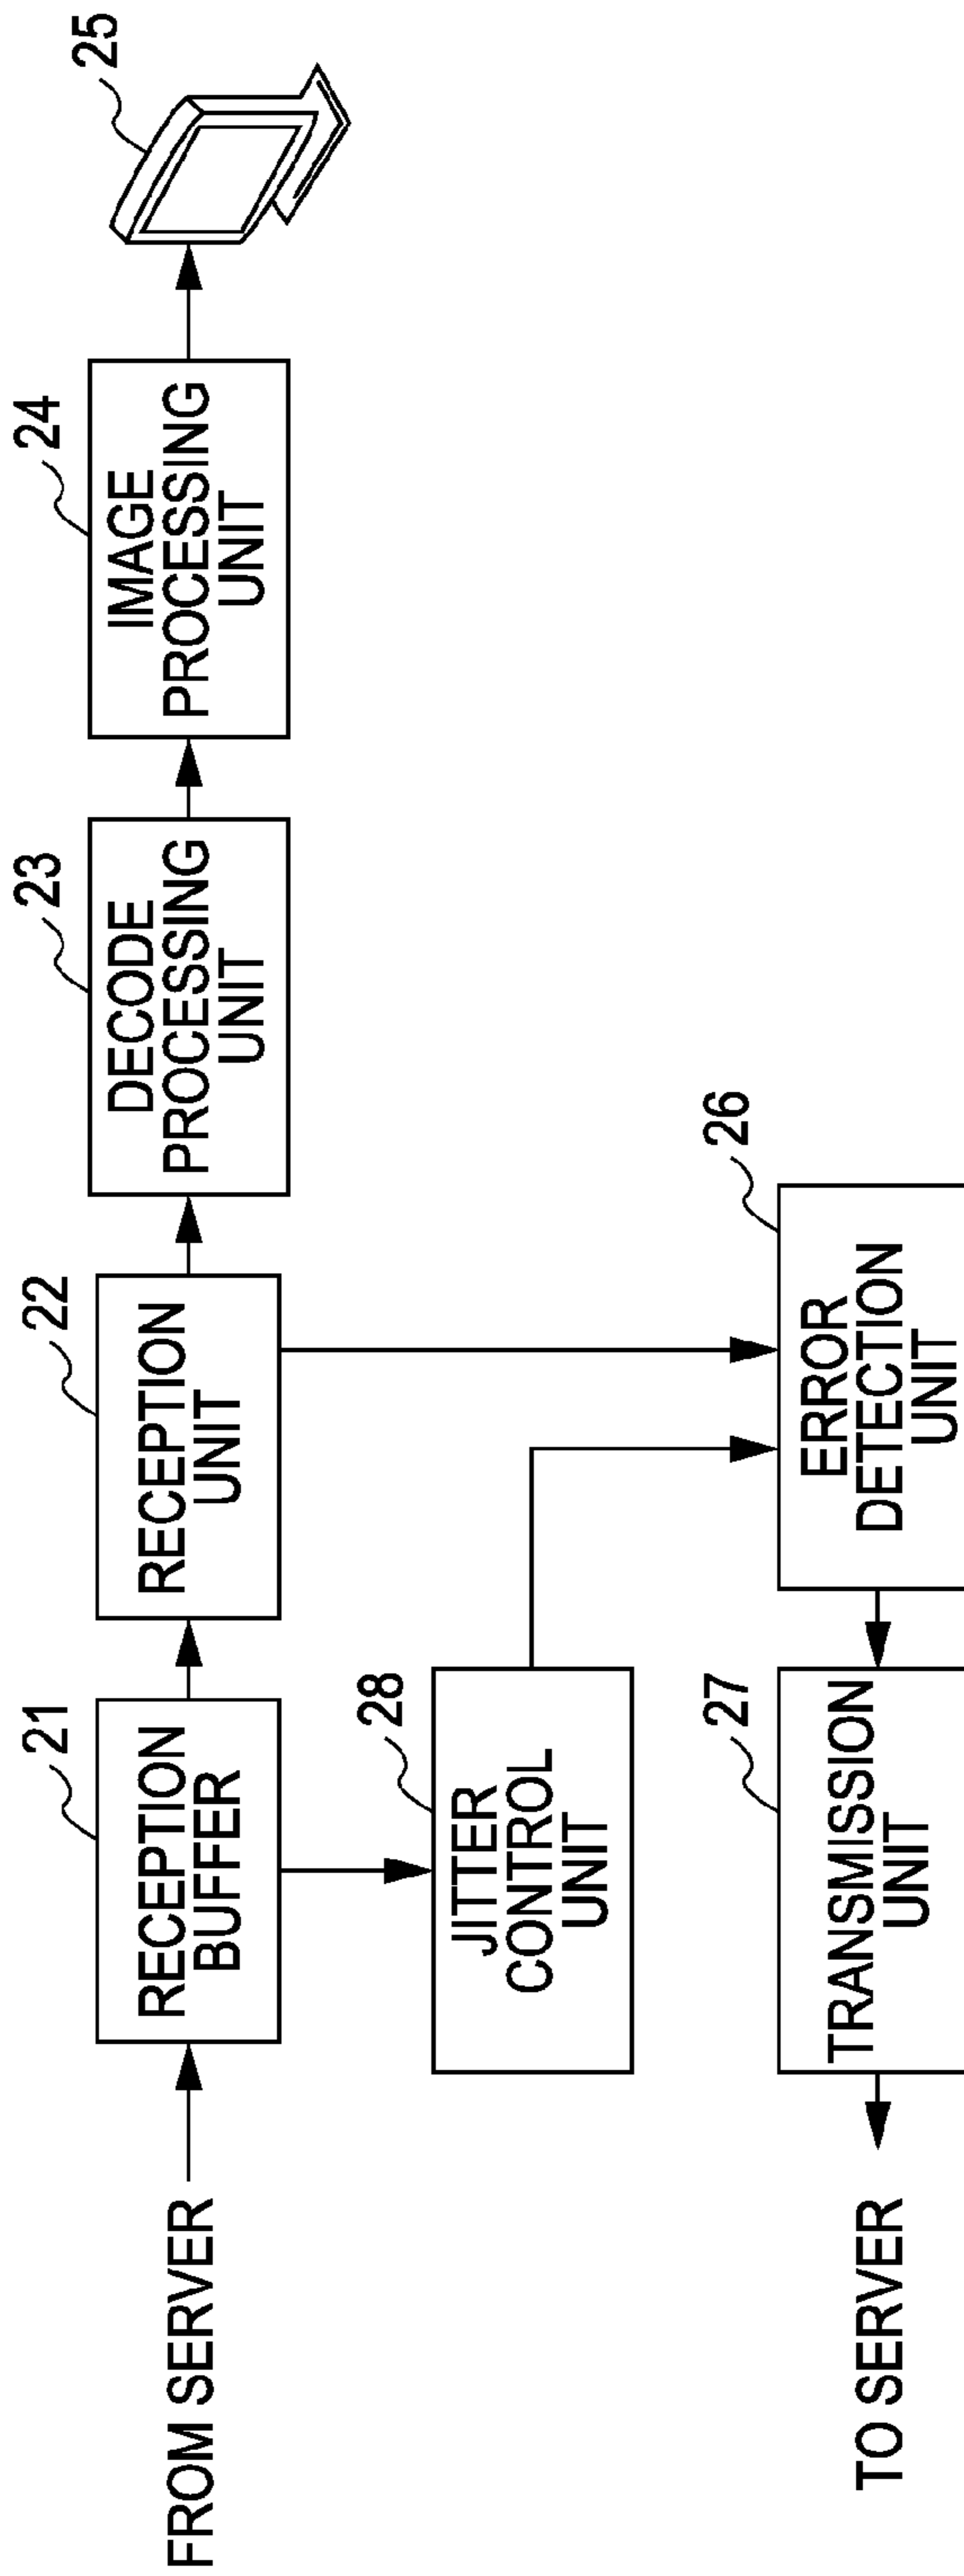 FROM SERVER
21
RECEPTION
BUFFER
22
RECEPTION
UNIT
23
DECODE
PROCESSING
UNIT
24
IMAGE
PROCESSING
UNIT
25
28
JITTER
CONTROL
UNIT
26
ERROR
DETECTION
UNIT
27
TRANSMISSION
UNIT
TO SERVER